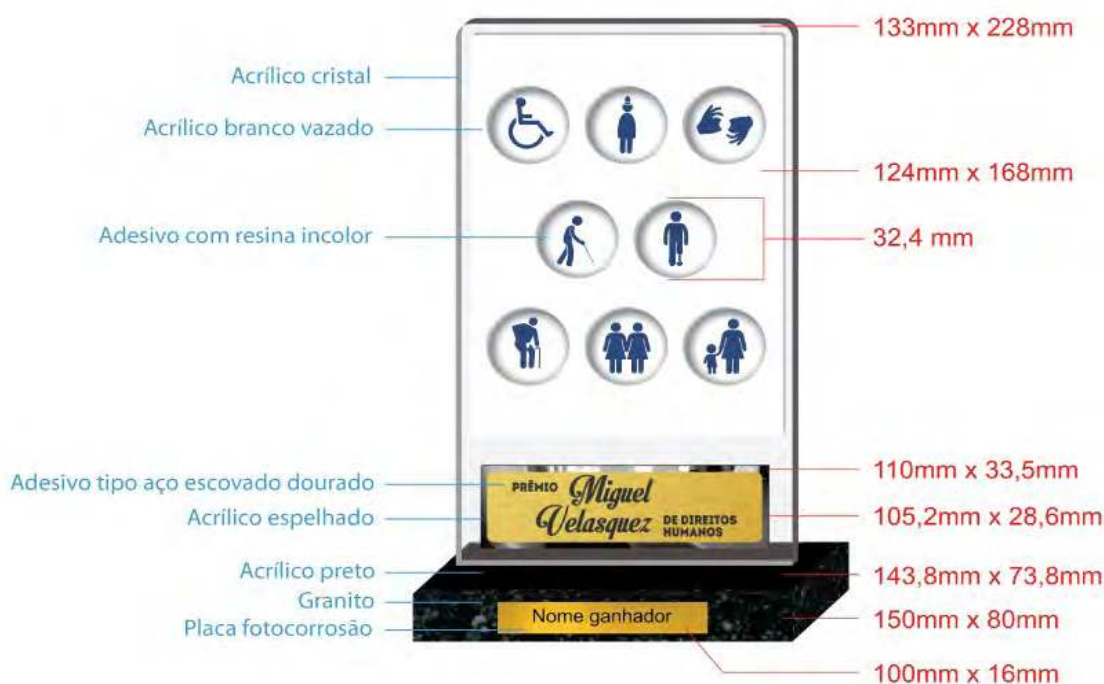 133mm x 228mm
Acrílico cristal
Acrílico branco vazado
124mm x 168mm
Adesivo com resina incolor
32,4 mm
110mm x 33,5mm
Adesivo tipo aço escovado dourado
PRÊMIO Miguel
Velasquez DE DIREITOS
HUMANOS
105,2mm x 28,6mm
Acrílico espelhado
Acrílico preto
143,8mm x 73,8mm
Granito
Nome ganhador
150mm x 80mm
Placa fotocorrosão
100mm x 16mm